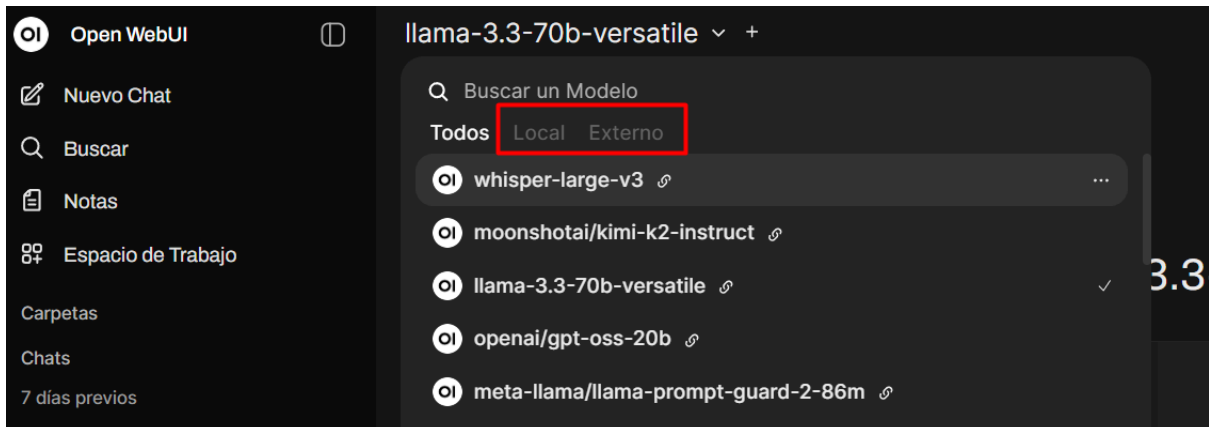 OI Open WebUI
Nuevo Chat
Buscar
Notas
Espacio de Trabajo
Carpetas
Chats
7 días previos
llama-3.3-70b-versatile
Buscar un Modelo
Todos Local Externo
OI whisper-large-v3
OI moonshotai/kimi-k2-instruct
OI llama-3.3-70b-versatile
OI openai/gpt-oss-20b
OI meta-llama/llama-prompt-guard-2-86m
3.3